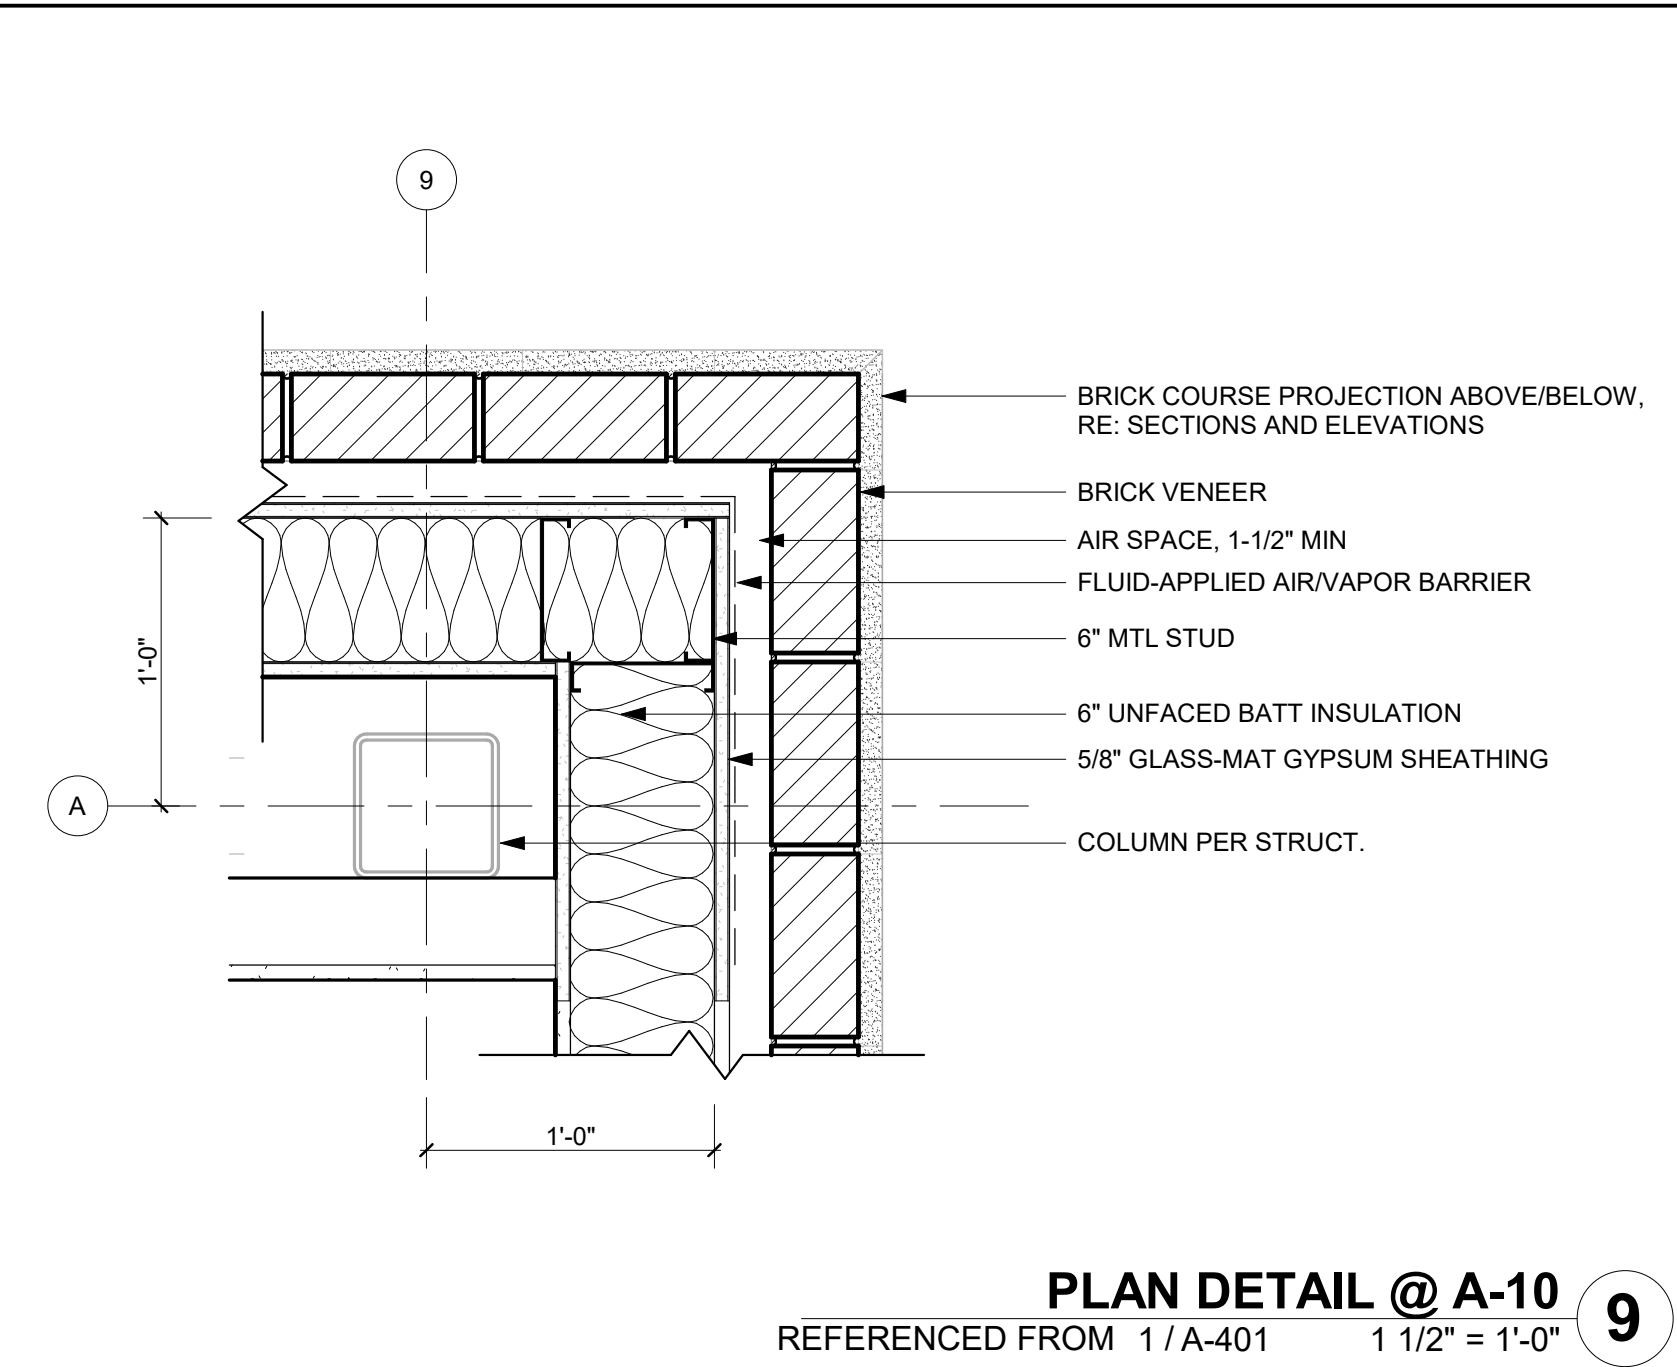 9
BRICK COURSE PROJECTION ABOVE/BELOW,
RE: SECTIONS AND ELEVATIONS
BRICK VENEER
AIR SPACE, 1-1/2" MIN
FLUID-APPLIED AIR/VAPOR BARRIER
6" MTL STUD
1'-0"
6" UNFACED BATT INSULATION
5/8" GLASS-MAT GYPSUM SHEATHING
A
COLUMN PER STRUCT.
1'-0"
PLAN DETAIL @ A-10
REFERENCED FROM 1 / A-401 1 1/2" = 1'-0"
9